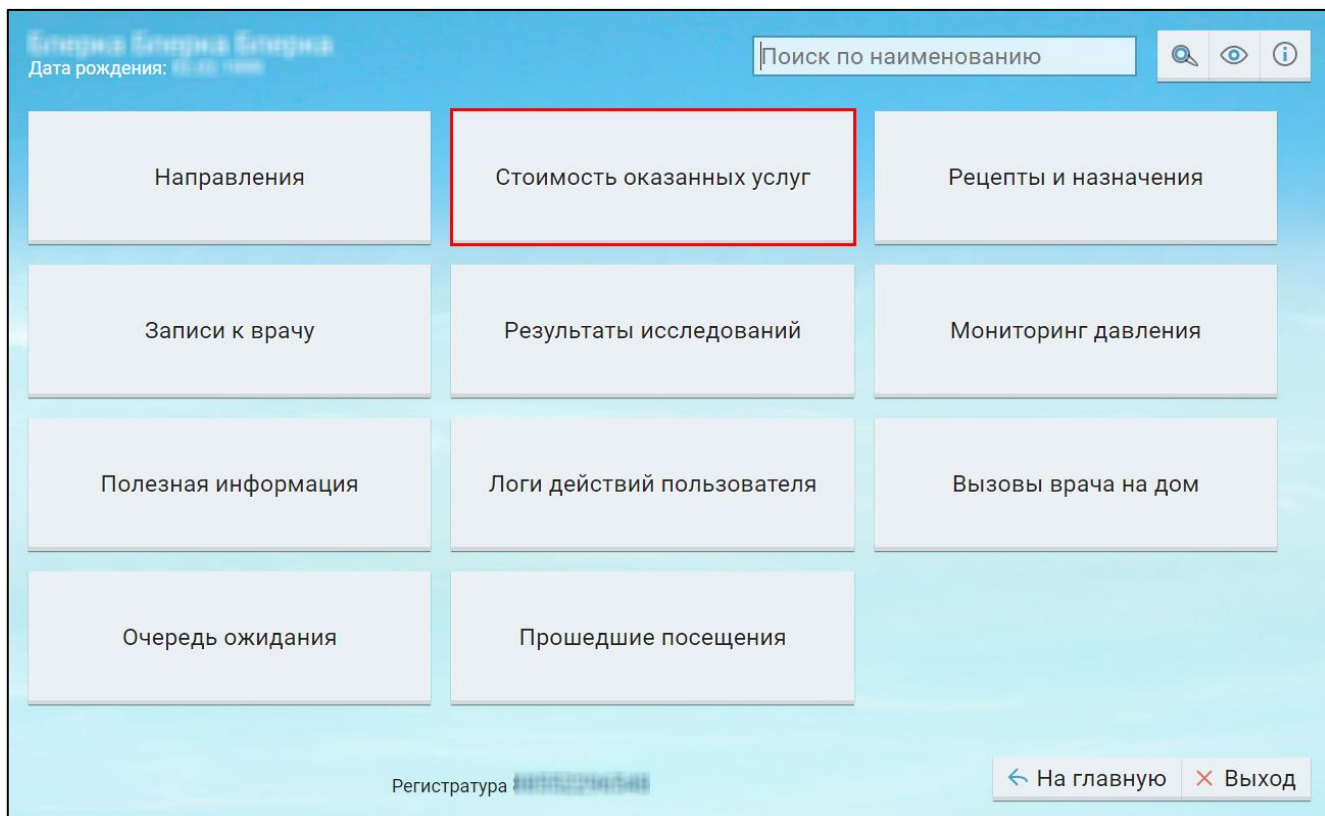 Дата рождения:
Поиск по наименованию
Направления
Стоимость оказанных услуг
Рецепты и назначения
Записи к врачу
Результаты исследований
Мониторинг давления
Полезная информация
Логи действий пользователя
Вызовы врача на дом
Очередь ожидания
Прошедшие посещения
Регистратура
На главную
Выход